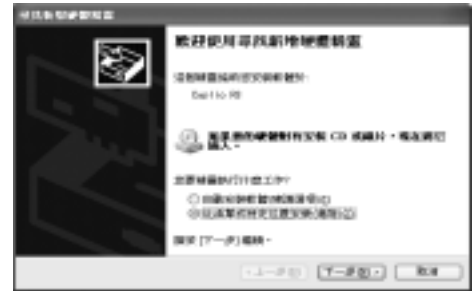 尋找新增硬體精靈
歡迎使用尋找新增硬體精靈
這個精靈協助您安裝軟體於:
Caplio R3
如果您的硬體附有安裝 CD 或磁片,現在將它
插入。
您要精靈執行什麼工作?
自動安裝軟體(建議選項)(I)
從清單或特定位置安裝(進階)(S)
請按 [下一步] 繼續。
< 上一步(B)
下一步(N) >
取消